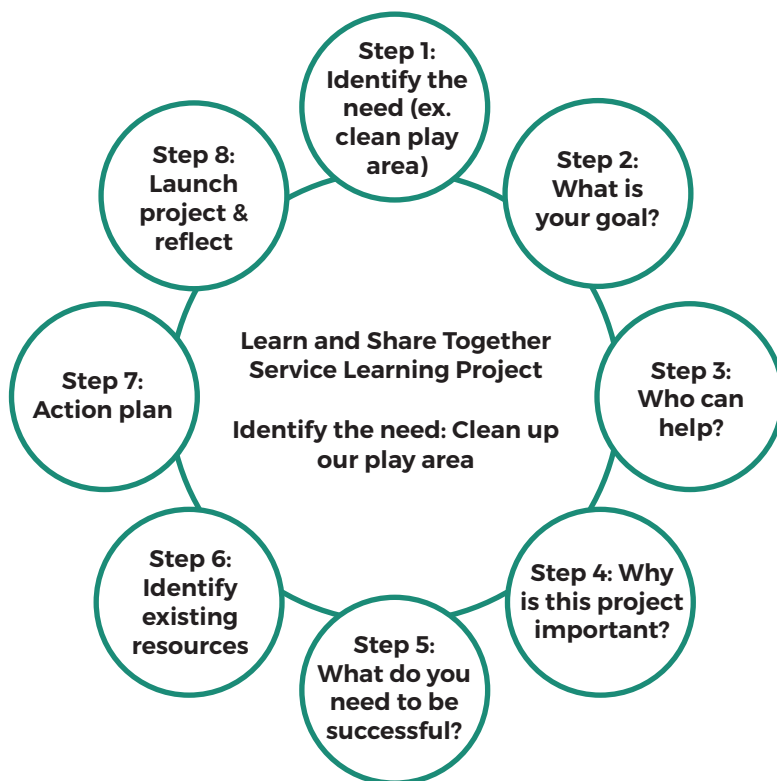 Step 1:
Identify the
need (ex.
clean play
area)
Step 2:
What is
your goal?
Step 3:
Who can
help?
Step 4: Why
is this project
important?
Step 5:
What do you
need to be
successful?
Step 6:
Identify
existing
resources
Step 7:
Action plan
Step 8:
Launch
project &
reflect
Learn and Share Together
Service Learning Project
Identify the need: Clean up
our play area